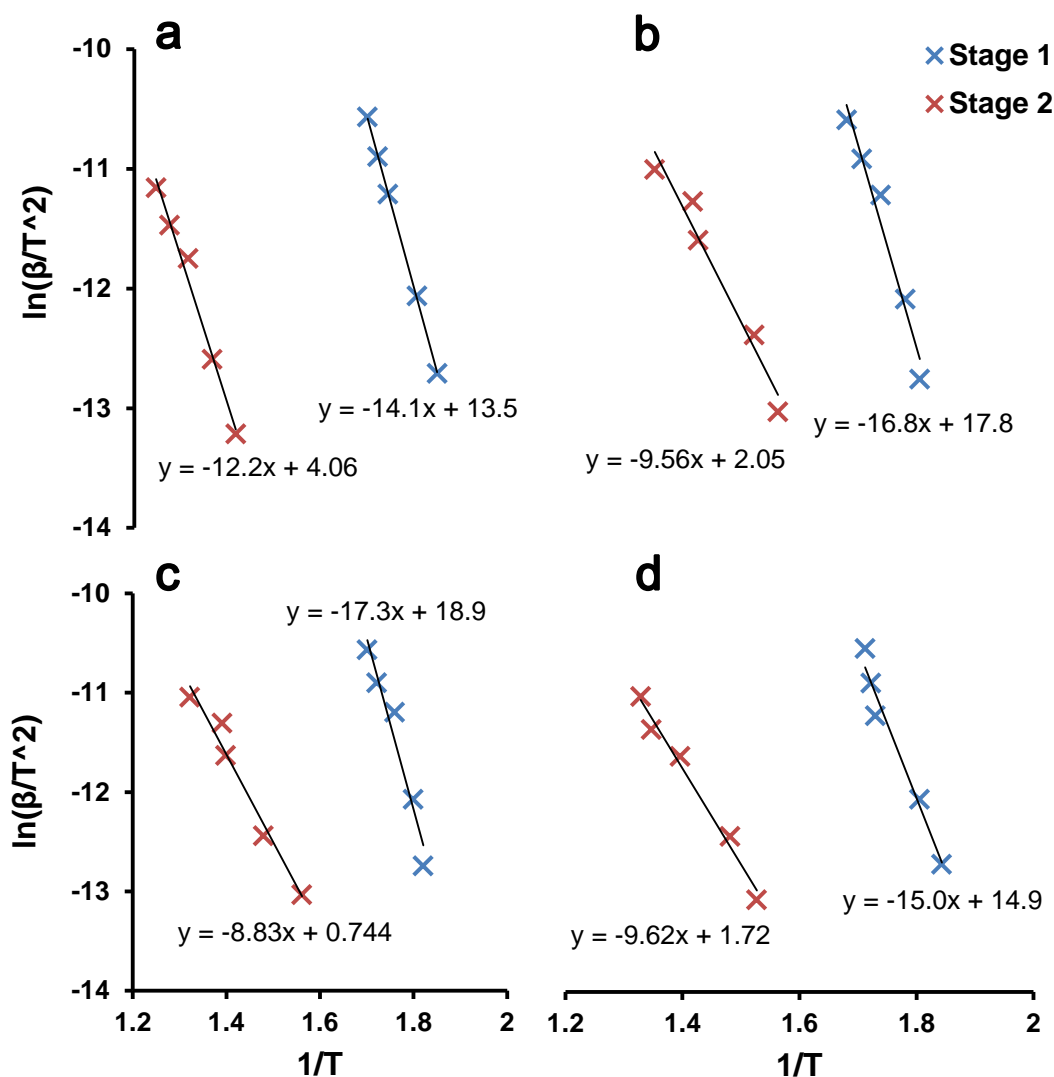 a
b
Stage 1
Stage 2
-10
-11
-12
-13
-14
ln(β/T^2)
y = -14.1x + 13.5
y = -12.2x + 4.06
y = -16.8x + 17.8
y = -9.56x + 2.05
c
d
-10
-11
-12
-13
-14
ln(β/T^2)
y = -17.3x + 18.9
y = -8.83x + 0.744
y = -15.0x + 14.9
y = -9.62x + 1.72
1.2 1.4 1.6 1.8 2
1.2 1.4 1.6 1.8 2
1/T
1/T